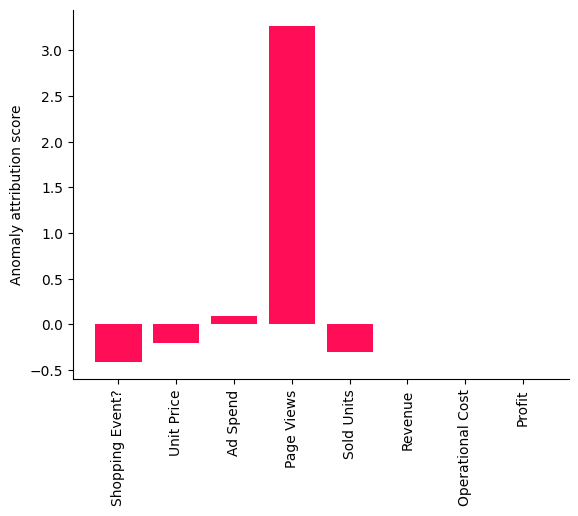 Anomaly attribution score
3.0
2.5
2.0
1.5
1.0
0.5
0.0
−0.5
Shopping Event?
Unit Price
Ad Spend
Page Views
Sold Units
Revenue
Operational Cost
Profit